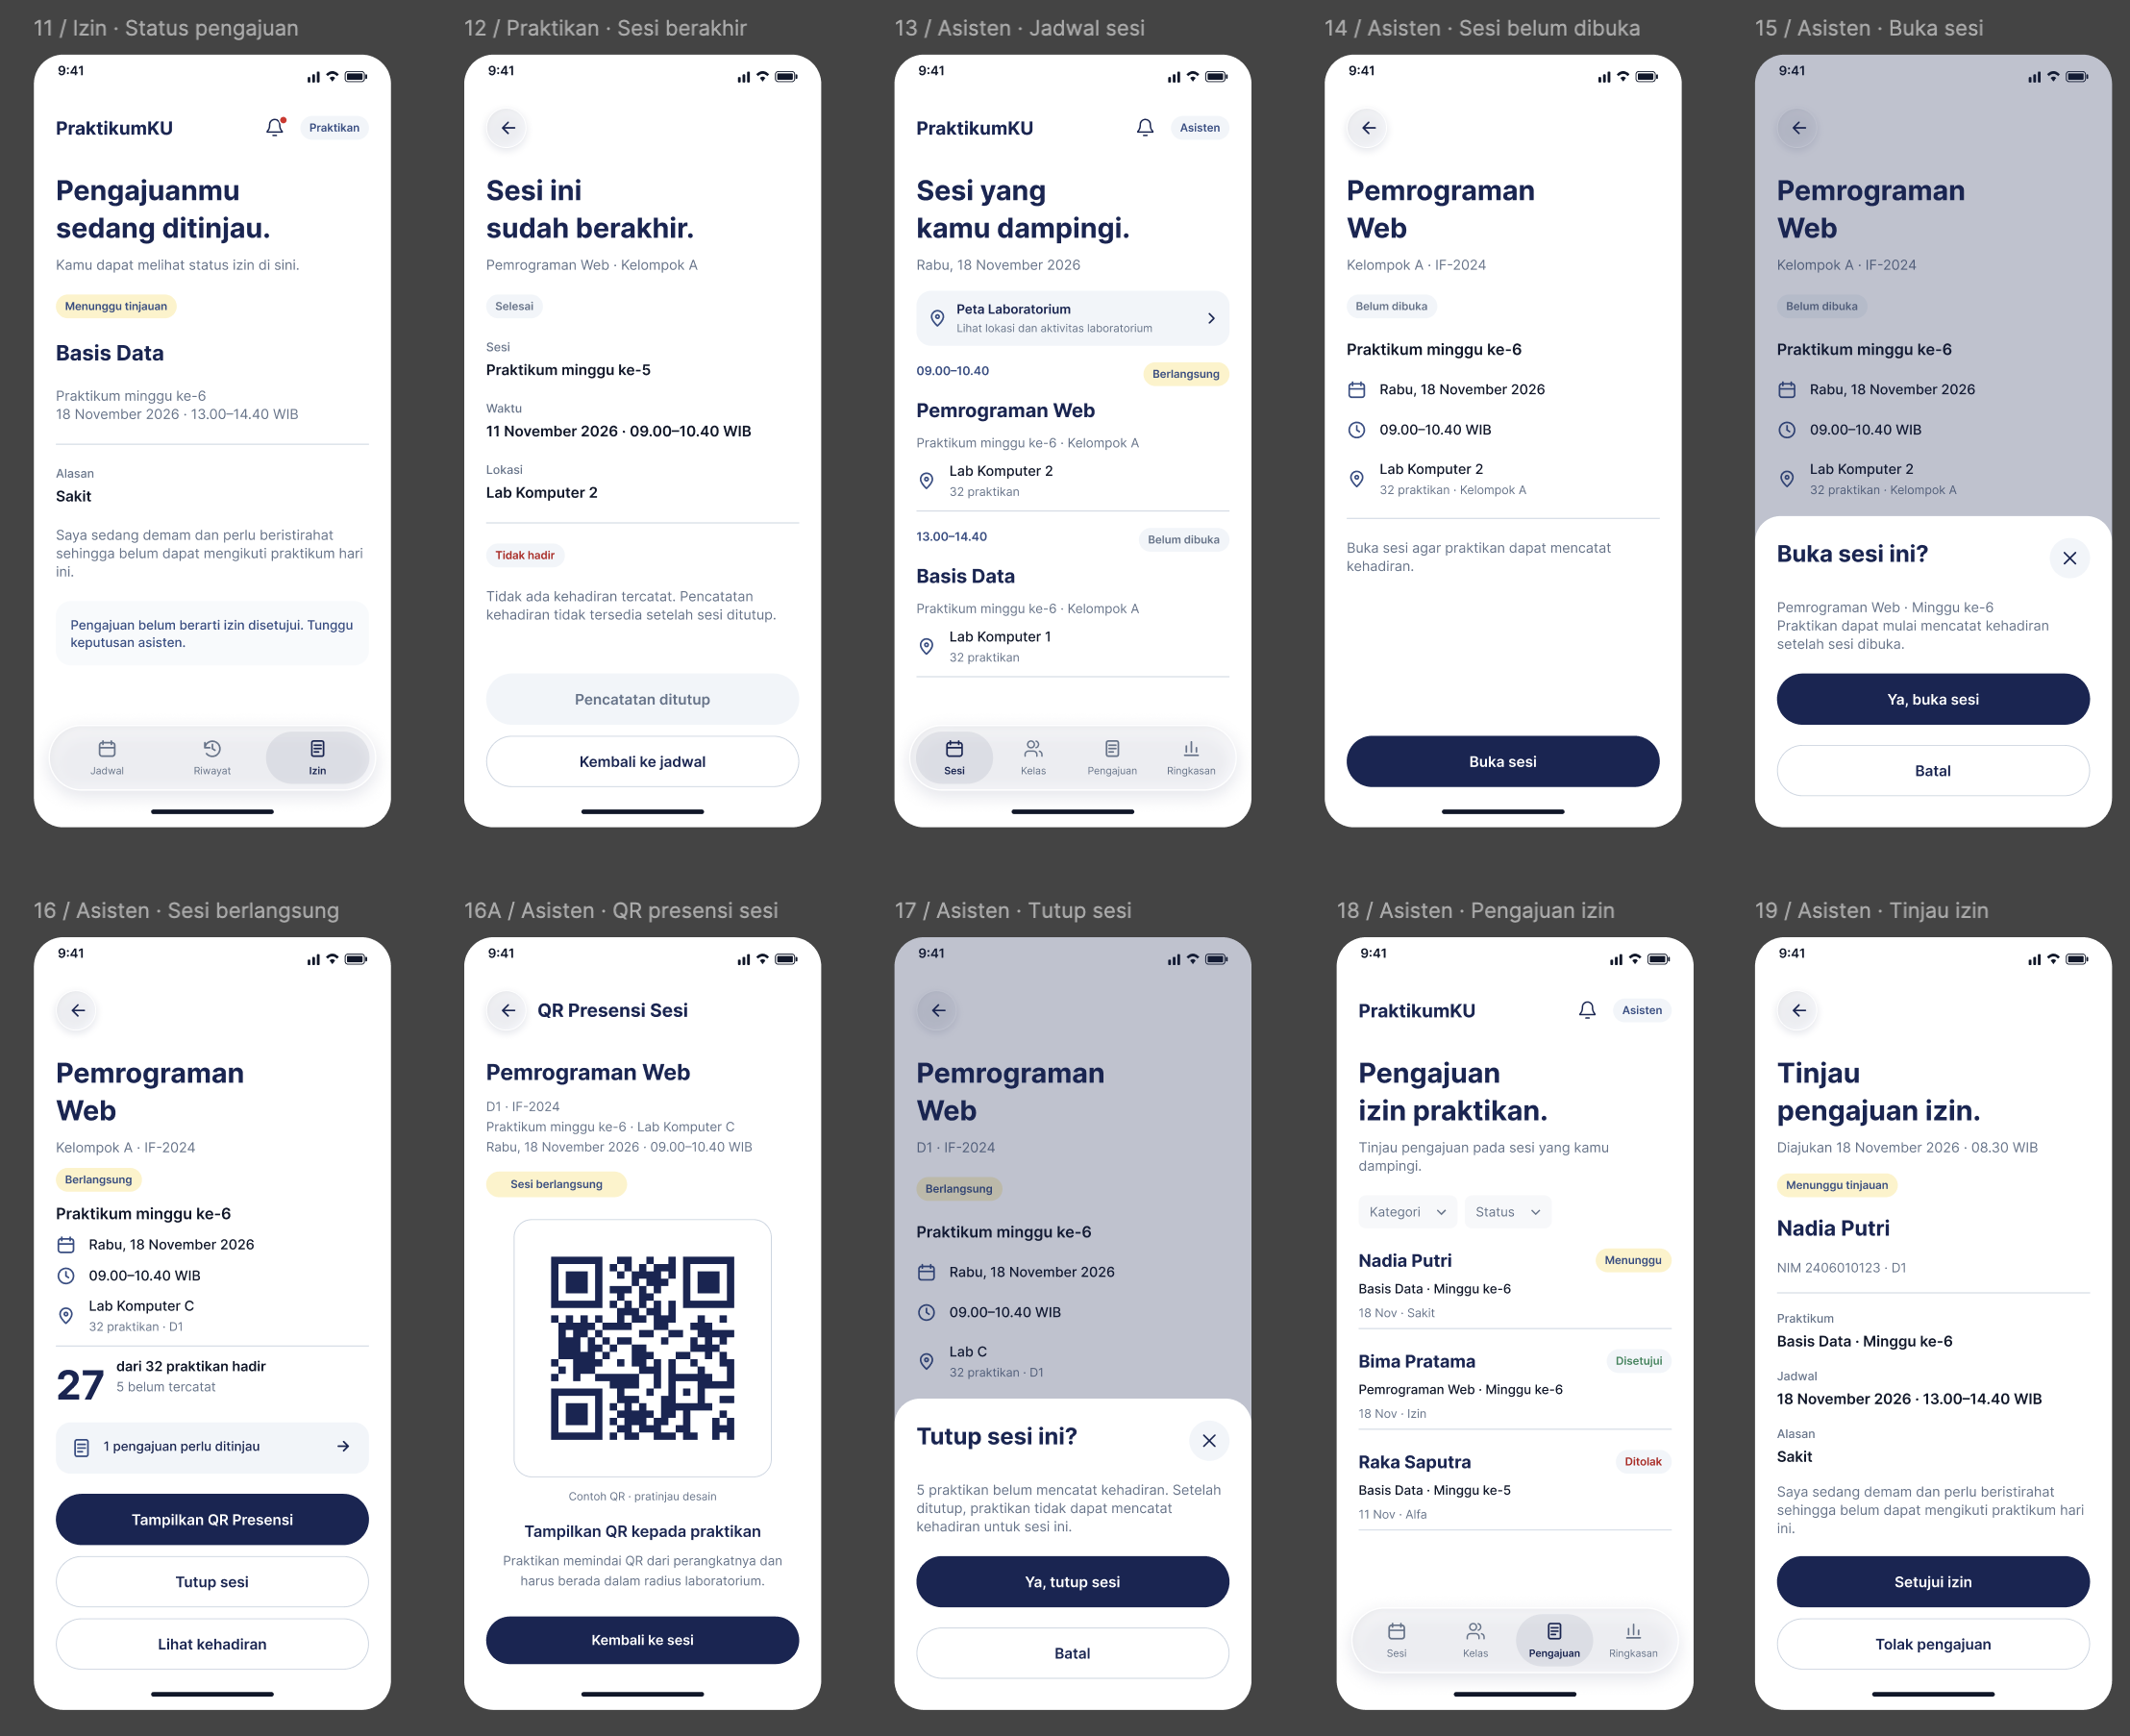 11 / Izin · Status pengajuan
9:41
PraktikumKU
Praktikan
Pengajuanmu
sedang ditinjau.
Kamu dapat melihat status izin di sini.
Menunggu tinjauan
Basis Data
Praktikum minggu ke-6
18 November 2026 · 13.00–14.40 WIB
Alasan
Sakit
Saya sedang demam dan perlu beristirahat
sehingga belum dapat mengikuti praktikum hari
ini.
Pengajuan belum berarti izin disetujui. Tunggu
keputusan asisten.
Jadwal
Riwayat
Izin
12 / Praktikan · Sesi berakhir
9:41
Sesi ini
sudah berakhir.
Pemrograman Web · Kelompok A
Selesai
Sesi
Praktikum minggu ke-5
Waktu
11 November 2026 · 09.00–10.40 WIB
Lokasi
Lab Komputer 2
Tidak hadir
Tidak ada kehadiran tercatat. Pencatatan
kehadiran tidak tersedia setelah sesi ditutup.
Pencatatan ditutup
Kembali ke jadwal
13 / Asisten · Jadwal sesi
9:41
PraktikumKU
Asisten
Sesi yang
kamu dampingi.
Rabu, 18 November 2026
Peta Laboratorium
Lihat lokasi dan aktivitas laboratorium
09.00–10.40
Berlangsung
Pemrograman Web
Praktikum minggu ke-6 · Kelompok A
Lab Komputer 2
32 praktikan
13.00–14.40
Belum dibuka
Basis Data
Praktikum minggu ke-6 · Kelompok A
Lab Komputer 1
32 praktikan
Sesi
Kelas
Pengajuan
Ringkasan
14 / Asisten · Sesi belum dibuka
9:41
Pemrograman
Web
Kelompok A · IF-2024
Belum dibuka
Praktikum minggu ke-6
Rabu, 18 November 2026
09.00–10.40 WIB
Lab Komputer 2
32 praktikan · Kelompok A
Buka sesi agar praktikan dapat mencatat
kehadiran.
Buka sesi
15 / Asisten · Buka sesi
9:41
Pemrograman
Web
Kelompok A · IF-2024
Belum dibuka
Praktikum minggu ke-6
Rabu, 18 November 2026
09.00–10.40 WIB
Lab Komputer 2
32 praktikan · Kelompok A
Buka sesi ini?
Pemrograman Web · Minggu ke-6
Praktikan dapat mulai mencatat kehadiran
setelah sesi dibuka.
Ya, buka sesi
Batal
16 / Asisten · Sesi berlangsung
9:41
Pemrograman
Web
Kelompok A · IF-2024
Berlangsung
Praktikum minggu ke-6
Rabu, 18 November 2026
09.00–10.40 WIB
Lab Komputer C
32 praktikan · D1
27
dari 32 praktikan hadir
5 belum tercatat
1 pengajuan perlu ditinjau
Tampilkan QR Presensi
Tutup sesi
Lihat kehadiran
16A / Asisten · QR presensi sesi
9:41
QR Presensi Sesi
Pemrograman Web
D1 · IF-2024
Praktikum minggu ke-6 · Lab Komputer C
Rabu, 18 November 2026 · 09.00–10.40 WIB
Sesi berlangsung
Contoh QR · pratinjau desain
Tampilkan QR kepada praktikan
Praktikan memindai QR dari perangkatnya dan
harus berada dalam radius laboratorium.
Kembali ke sesi
17 / Asisten · Tutup sesi
9:41
Pemrograman
Web
D1 · IF-2024
Berlangsung
Praktikum minggu ke-6
Rabu, 18 November 2026
09.00–10.40 WIB
Lab C
32 praktikan · D1
Tutup sesi ini?
5 praktikan belum mencatat kehadiran. Setelah
ditutup, praktikan tidak dapat mencatat
kehadiran untuk sesi ini.
Ya, tutup sesi
Batal
18 / Asisten · Pengajuan izin
9:41
PraktikumKU
Asisten
Pengajuan
izin praktikan.
Tinjau pengajuan pada sesi yang kamu
dampingi.
Kategori
Status
Nadia Putri
Menunggu
Basis Data · Minggu ke-6
18 Nov · Sakit
Bima Pratama
Disetujui
Pemrograman Web · Minggu ke-6
18 Nov · Izin
Raka Saputra
Ditolak
Basis Data · Minggu ke-5
11 Nov · Alfa
Sesi
Kelas
Pengajuan
Ringkasan
19 / Asisten · Tinjau izin
9:41
Tinjau
pengajuan izin.
Diajukan 18 November 2026 · 08.30 WIB
Menunggu tinjauan
Nadia Putri
NIM 2406010123 · D1
Praktikum
Basis Data · Minggu ke-6
Jadwal
18 November 2026 · 13.00–14.40 WIB
Alasan
Sakit
Saya sedang demam dan perlu beristirahat
sehingga belum dapat mengikuti praktikum hari
ini.
Setujui izin
Tolak pengajuan